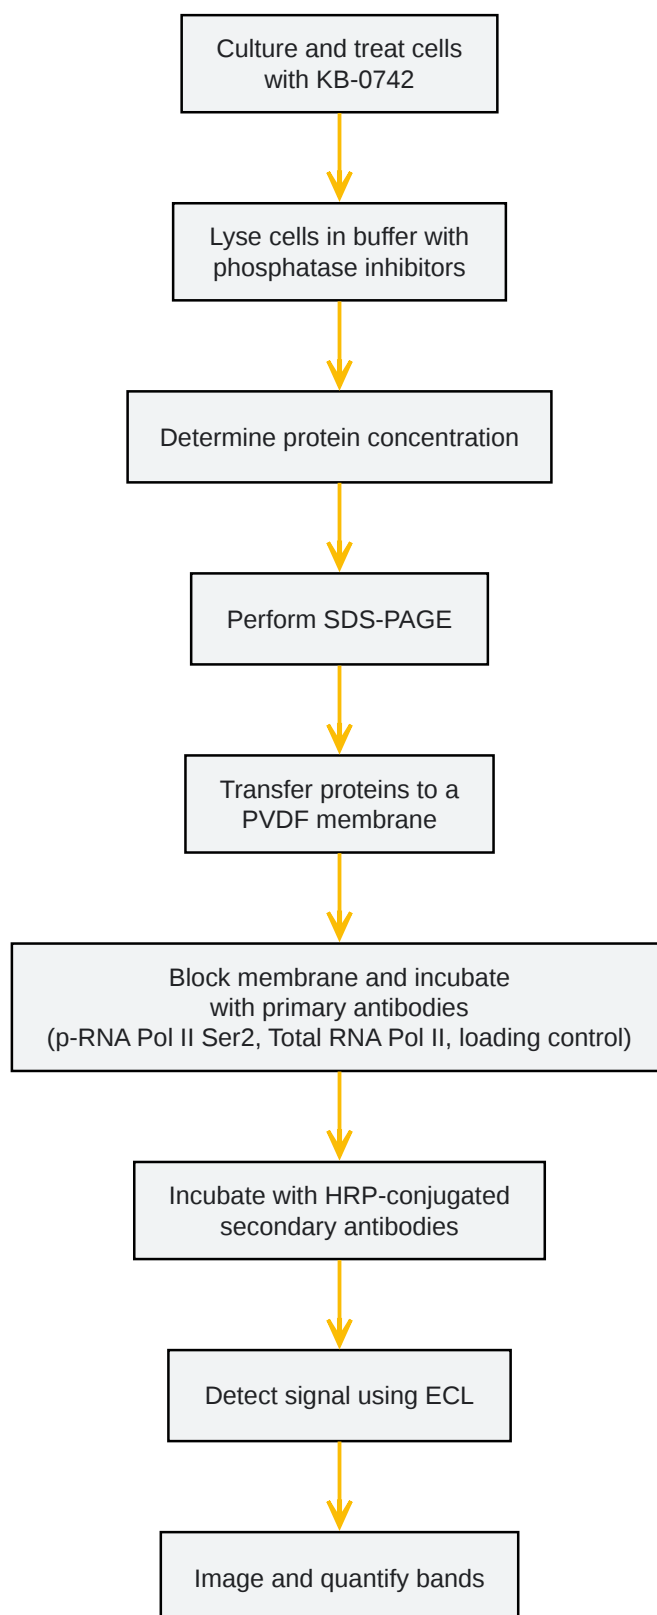 Culture and treat cells
with KB-0742
Lyse cells in buffer with
phosphatase inhibitors
Determine protein concentration
Perform SDS-PAGE
Transfer proteins to a
PVDF membrane
Block membrane and incubate
with primary antibodies
(p-RNA Pol II Ser2, Total RNA Pol II, loading control)
Incubate with HRP-conjugated
secondary antibodies
Detect signal using ECL
Image and quantify bands